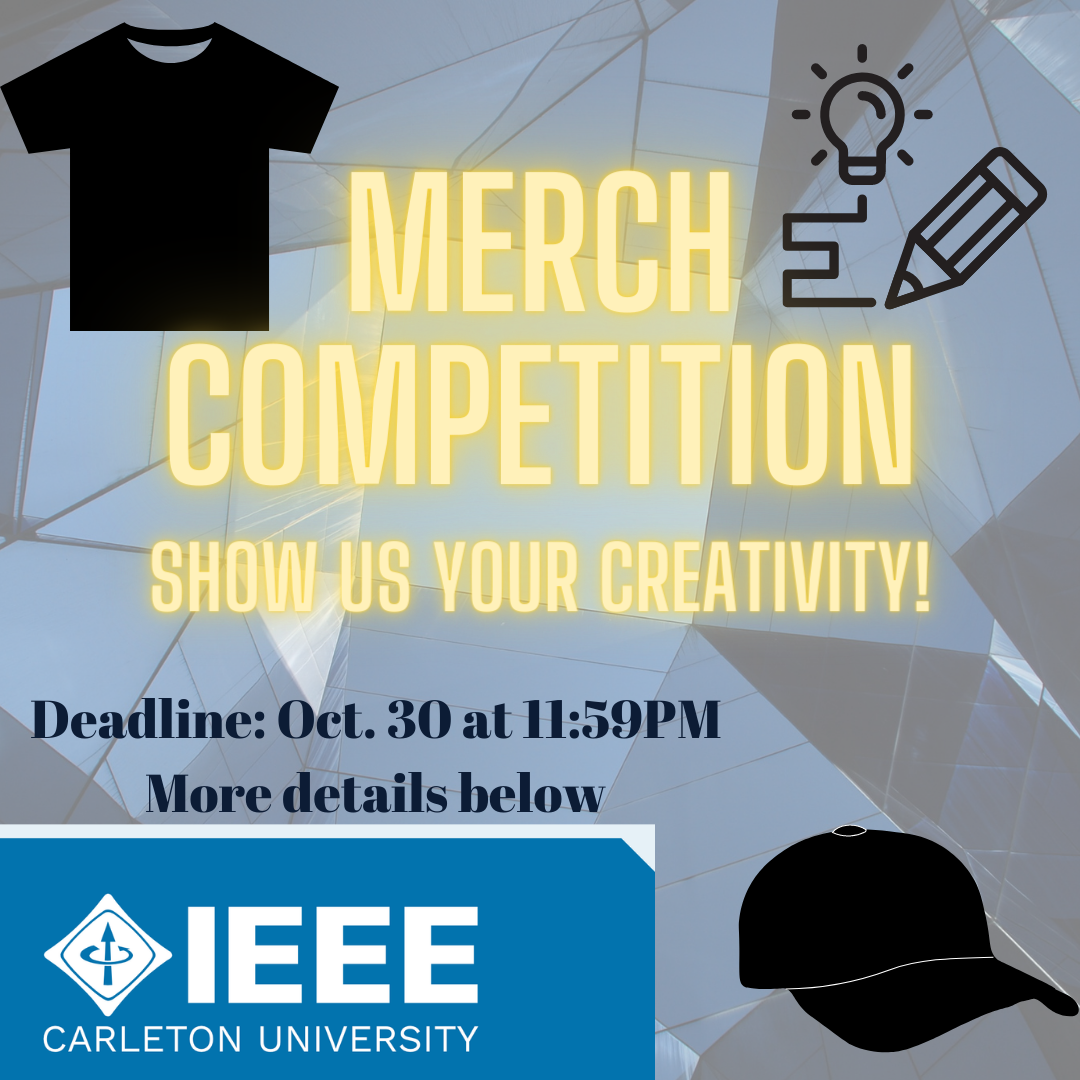 MERCH
COMPETITION
SHOW US YOUR CREATIVITY!
Deadline: Oct. 30 at 11:59PM
More details below
IEEE
CARLETON UNIVERSITY